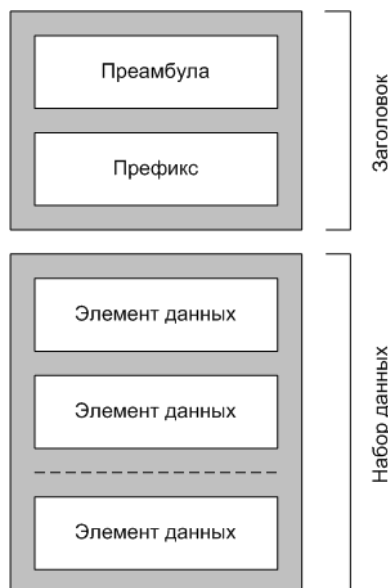 Преамбула
Префикс
Заголовок
Элемент данных
Элемент данных
Элемент данных
Набор данных